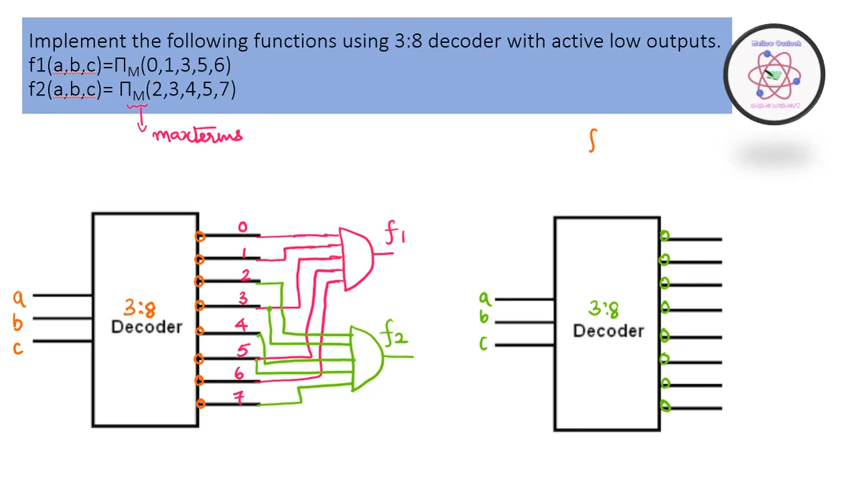 Implement the following functions using 3:8 decoder with active low outputs.
f1(a,b,c)=ΠM(0,1,3,5,6)
f2(a,b,c)= ΠM(2,3,4,5,7)
Mellow Outlook
maxterms
a
b
c
3:8
Decoder
0
1
2
3
4
5
6
7
f1
f2
a
b
c
3:8
Decoder